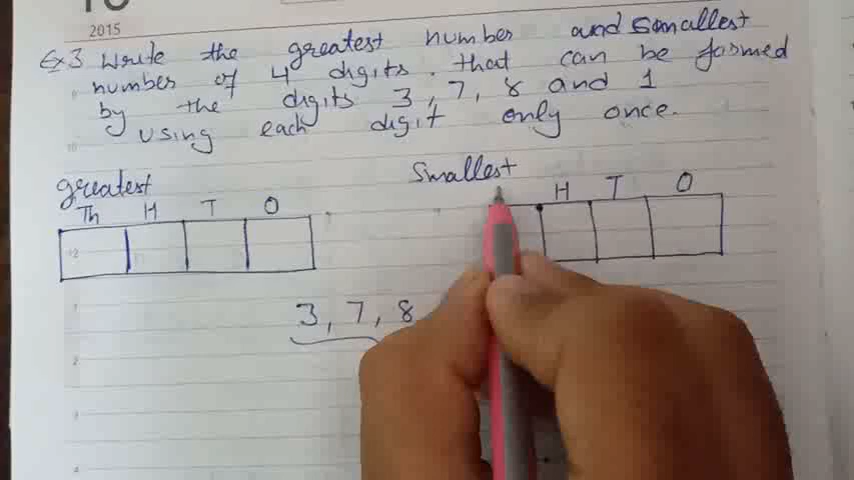 2015
Ex3 Write the greatest number and smallest
number of 4 digits. that can be formed
by the digits 3, 7, 8 and 1
using each digit only once.
greatest
Smallest
Th H T O
H T O
3, 7, 8